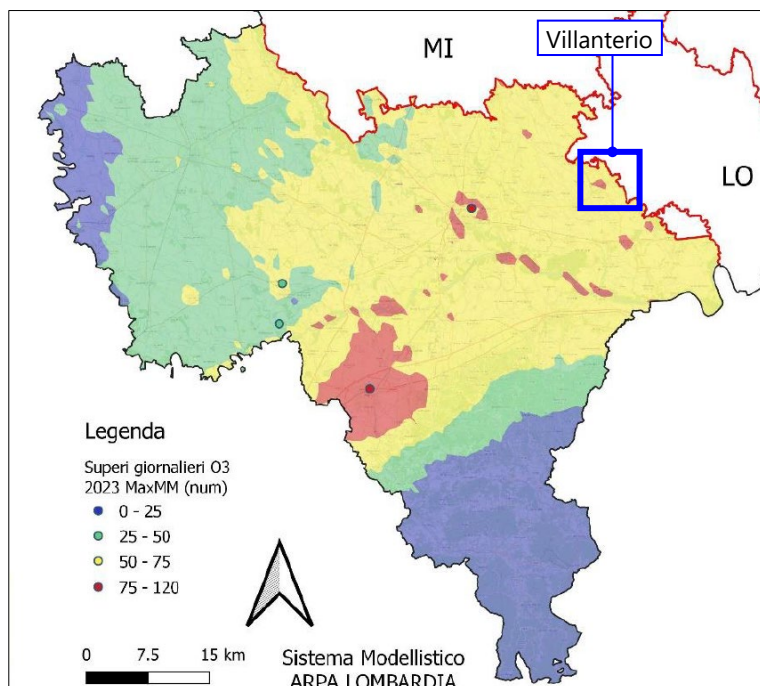 MI
Villanterio
LO
Legenda
Superi giornalieri O3
2023 MaxMM (num)
0 - 25
25 - 50
50 - 75
75 - 120
0 7.5 15 km
Sistema Modellistico
ARPA LOMBARDIA